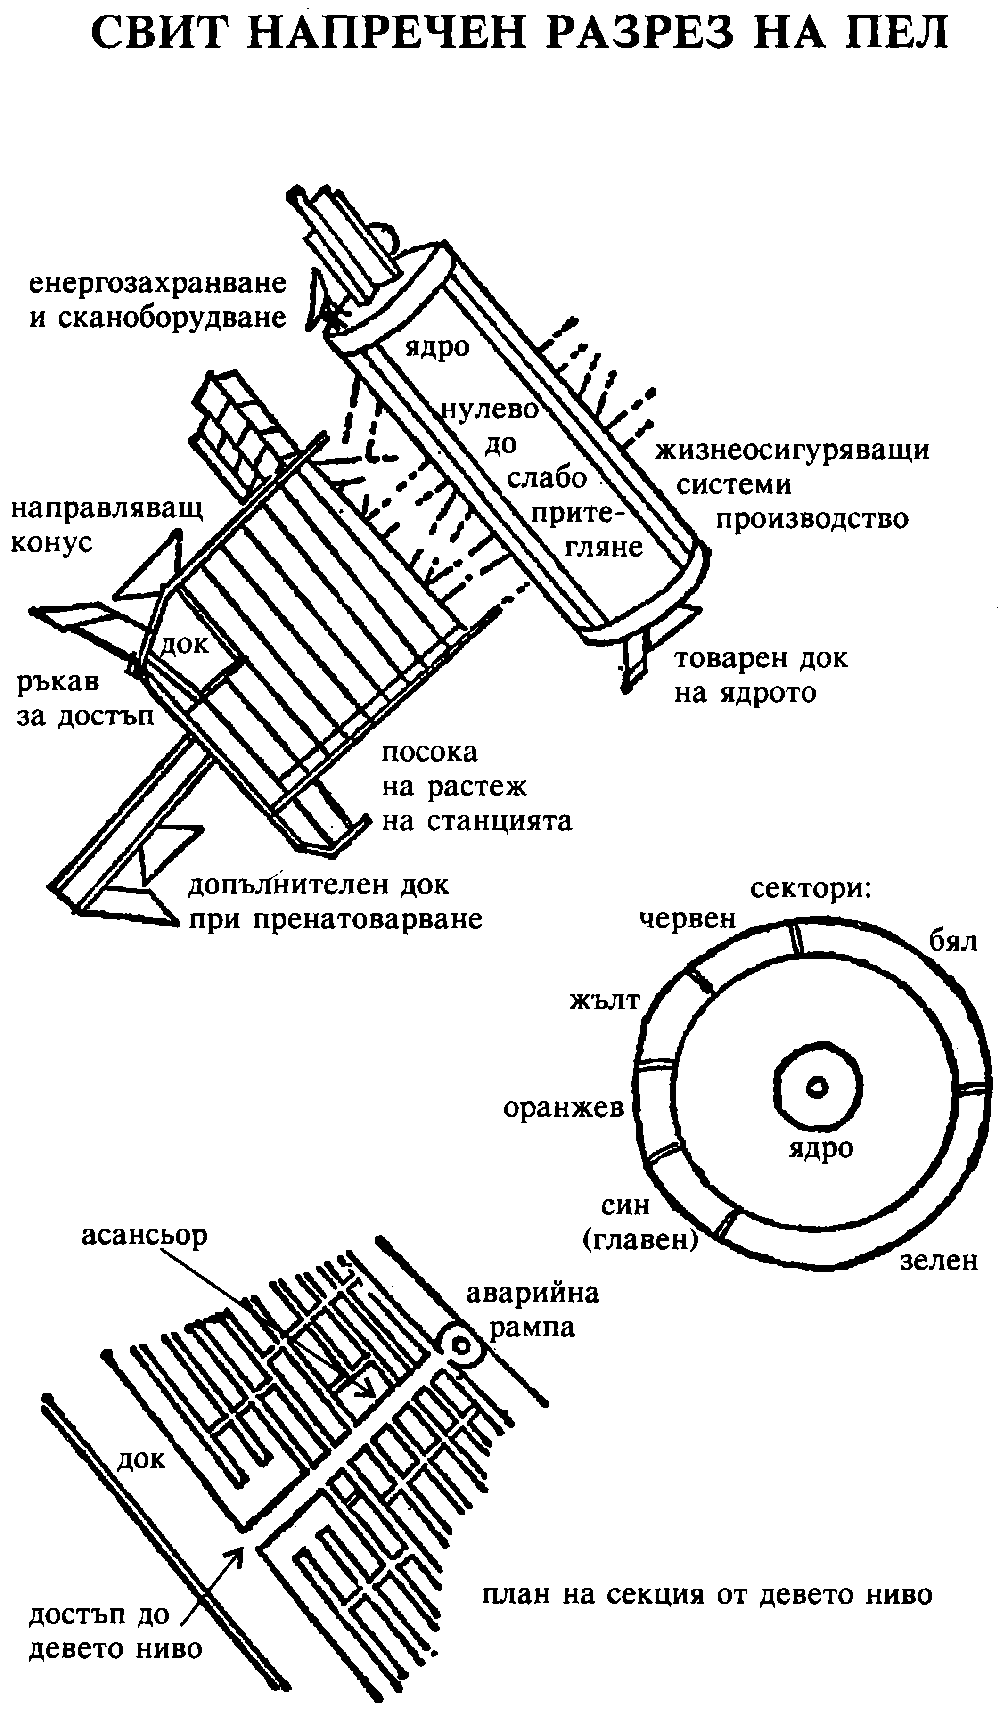 СВИТ НАПРЕЧЕН РАЗРЕЗ НА ПЕЛ
енергозахранване
и сканоборудване
ядро
нулево
до
слабо
прите-
гляне
жизнеосигуряващи
системи
производство
направляващ
конус
док
ръкав
за достъп
товарен док
на ядрото
посока
на растеж
на станцията
допълнителен док
при пренатоварване
сектори:
червен
бял
жълт
оранжев
ядро
син
(главен)
зелен
асансьор
аварийна
рампа
док
план на секция от девето ниво
достъп до
девето ниво